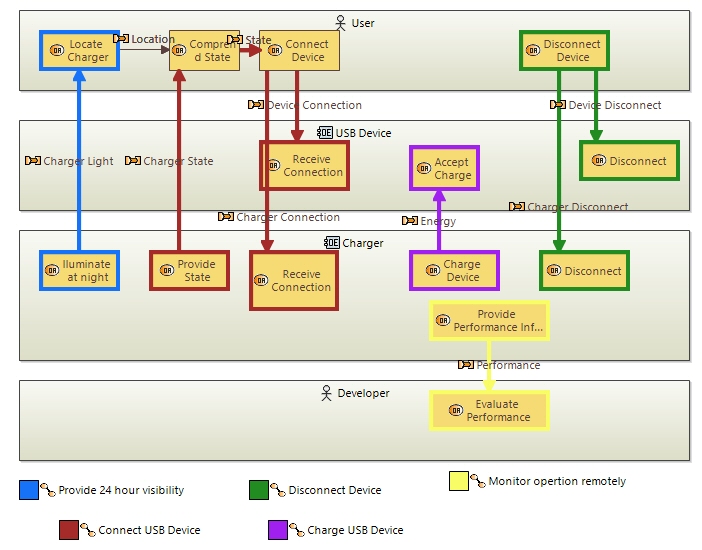 User
Locate
Charger
Location
Compren
d State
State
Connect
Device
Disconnect
Device
Device Connection
Device Disconnect
USB Device
Charger Light
Charger State
Receive
Connection
Accept
Charge
Disconnect
Charger Connection
Energy
Charger Disconnect
Charger
Illuminate
at night
Provide
State
Receive
Connection
Charge
Device
Disconnect
Provide
Performance Inf...
Performance
Developer
Evaluate
Performance
Provide 24 hour visibility
Disconnect Device
Monitor opertion remotely
Connect USB Device
Charge USB Device